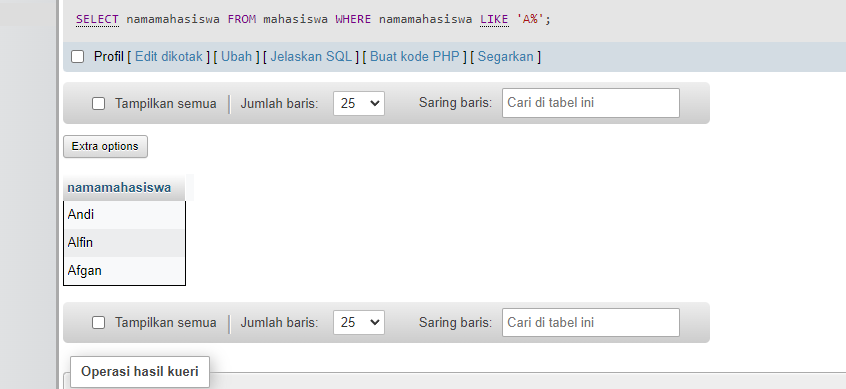 SELECT namamahasiswa FROM mahasiswa WHERE namamahasiswa LIKE 'A%';
Profil [ Edit dikotak ] [ Ubah ] [ Jelaskan SQL ] [ Buat kode PHP ] [ Segarkan ]
Tampilkan semua Jumlah baris: 25 Saring baris: Cari di tabel ini
Extra options
namamahasiswa
Andi
Alfin
Afgan
Tampilkan semua Jumlah baris: 25 Saring baris: Cari di tabel ini
Operasi hasil kueri